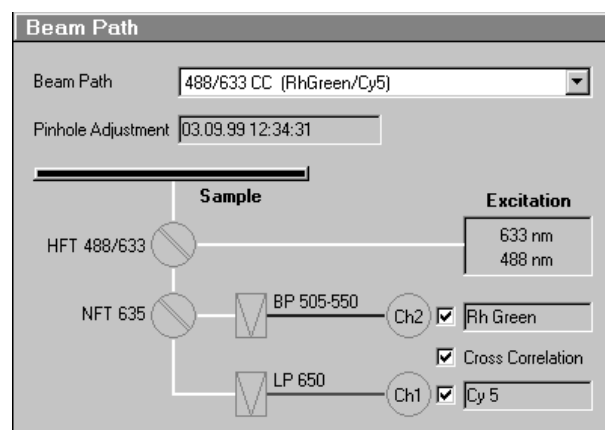 Beam Path
Beam Path 488/633 CC (RhGreen/Cy5)
Pinhole Adjustment 03.09.99 12:34:31
Sample
Excitation
HFT 488/633
633 nm
488 nm
NFT 635
BP 505-550
Ch2
Rh Green
Cross Correlation
LP 650
Ch1
Cy 5